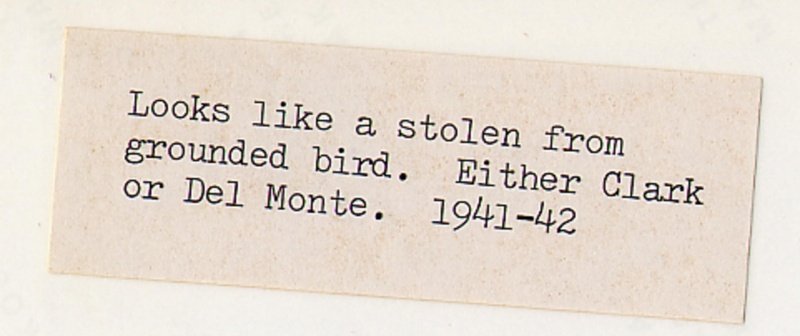 Looks like a stolen from
grounded bird. Either Clark
or Del Monte. 1941-42